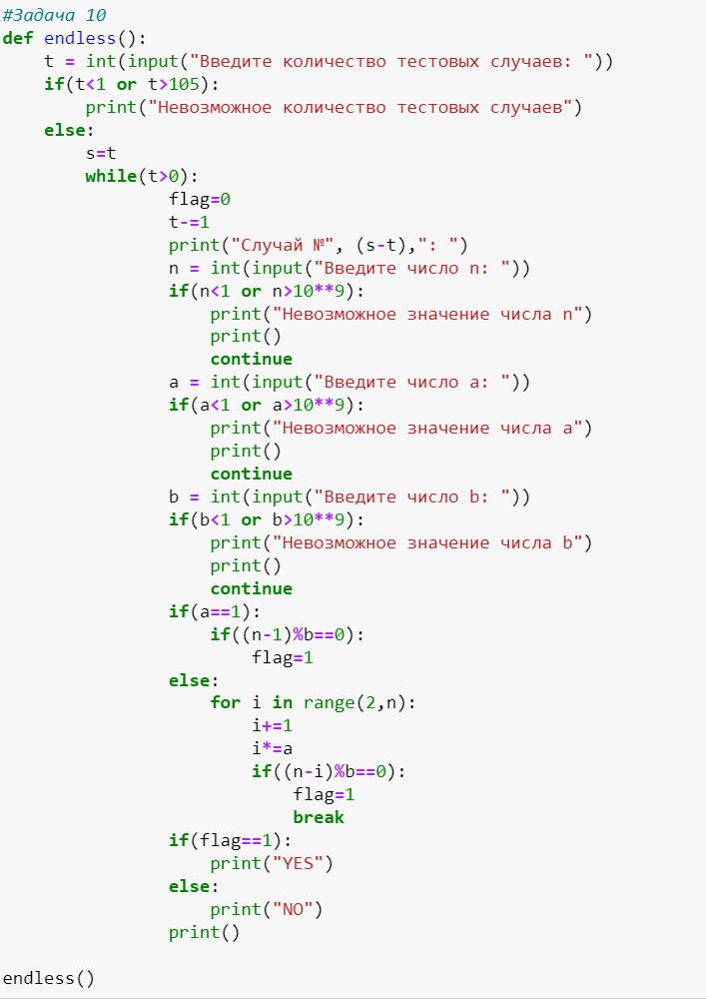 #Задача 10
def endless():
    t = int(input("Введите количество тестовых случаев: "))
    if(t<1 or t>105):
        print("Невозможное количество тестовых случаев")
    else:
        s=t
        while(t>0):
                flag=0
                t-=1
                print("Случай №", (s-t),": ")
                n = int(input("Введите число n: "))
                if(n<1 or n>10**9):
                    print("Невозможное значение числа n")
                    print()
                    continue
                a = int(input("Введите число a: "))
                if(a<1 or a>10**9):
                    print("Невозможное значение числа a")
                    print()
                    continue
                b = int(input("Введите число b: "))
                if(b<1 or b>10**9):
                    print("Невозможное значение числа b")
                    print()
                    continue
                if(a==1):
                    if((n-1)%b==0):
                        flag=1
                else:
                    for i in range(2,n):
                        i+=1
                        i*=a
                        if((n-i)%b==0):
                            flag=1
                            break
                if(flag==1):
                    print("YES")
                else:
                    print("NO")
                print()

endless()